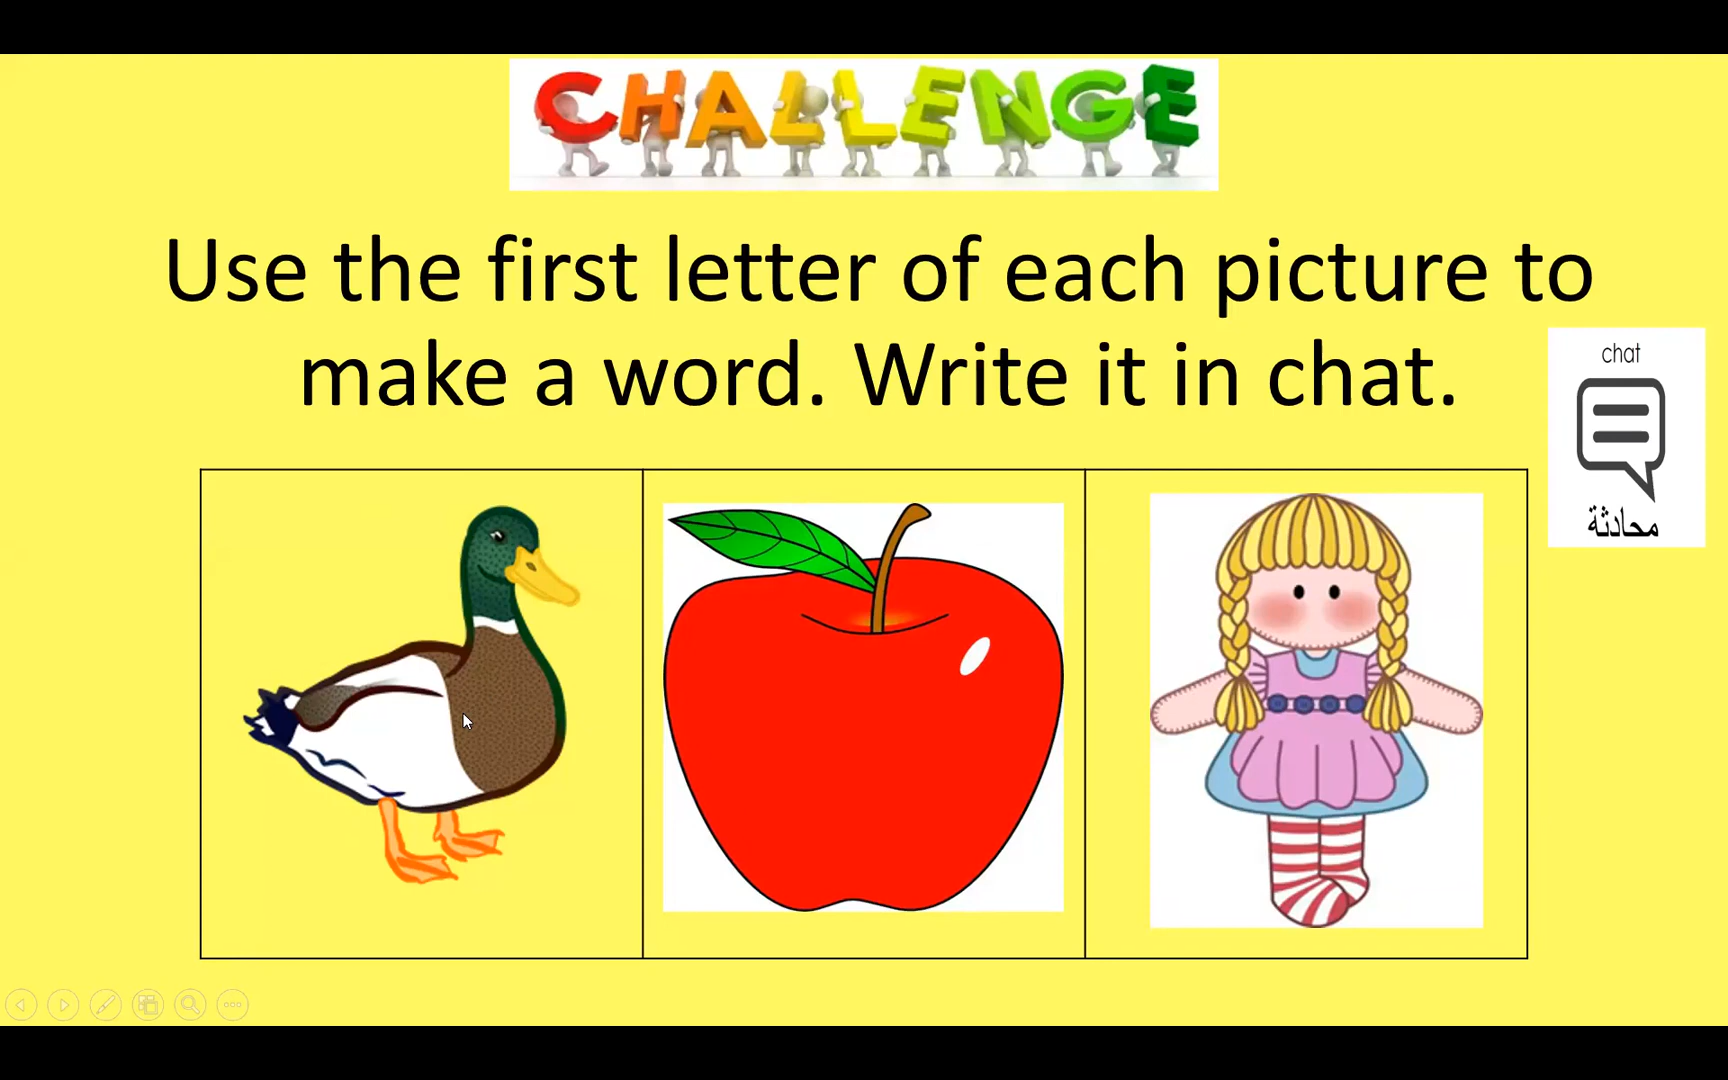 CHALLENGE
Use the first letter of each picture to
make a word. Write it in chat.
chat
محادثة